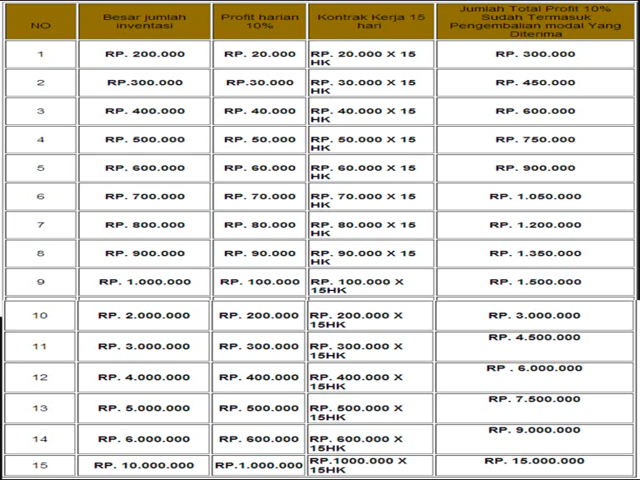 NO
Besar jumlah
inventasi
Profit harian
10%
Kontrak Kerja 15
hari
Jumlah Total Profit 10%
Sudah Termasuk
Pengembalian modal Yang
Diterima
1 RP. 200.000 RP. 20.000 RP. 20.000 X 15 RP. 300.000
HK
2 RP.300.000 RP.30.000 RP. 30.000 X 15 RP. 450.000
HK
3 RP. 400.000 RP. 40.000 RP. 40.000 X 15 RP. 600.000
HK
4 RP. 500.000 RP. 50.000 RP. 50.000 X 15 RP. 750.000
HK
5 RP. 600.000 RP. 60.000 RP. 60.000 X 15 RP. 900.000
HK
6 RP. 700.000 RP. 70.000 RP. 70.000 X 15 RP. 1.050.000
HK
7 RP. 800.000 RP. 80.000 RP. 80.000 X 15 RP. 1.200.000
HK
8 RP. 900.000 RP. 90.000 RP. 90.000 X 15 RP. 1.350.000
HK
9 RP. 1.000.000 RP. 100.000 RP. 100.000 X RP. 1.500.000
15HK
10 RP. 2.000.000 RP. 200.000 RP. 200.000 X RP. 3.000.000
15HK
11 RP. 3.000.000 RP. 300.000 RP. 300.000 X RP. 4.500.000
15HK
12 RP. 4.000.000 RP. 400.000 RP. 400.000 X RP . 6.000.000
15HK
13 RP. 5.000.000 RP. 500.000 RP. 500.000 X RP. 7.500.000
15HK
14 RP. 6.000.000 RP. 600.000 RP. 600.000 X RP. 9.000.000
15HK
15 RP. 10.000.000 RP.1.000.000 RP.1000.000 X RP. 15.000.000
15HK